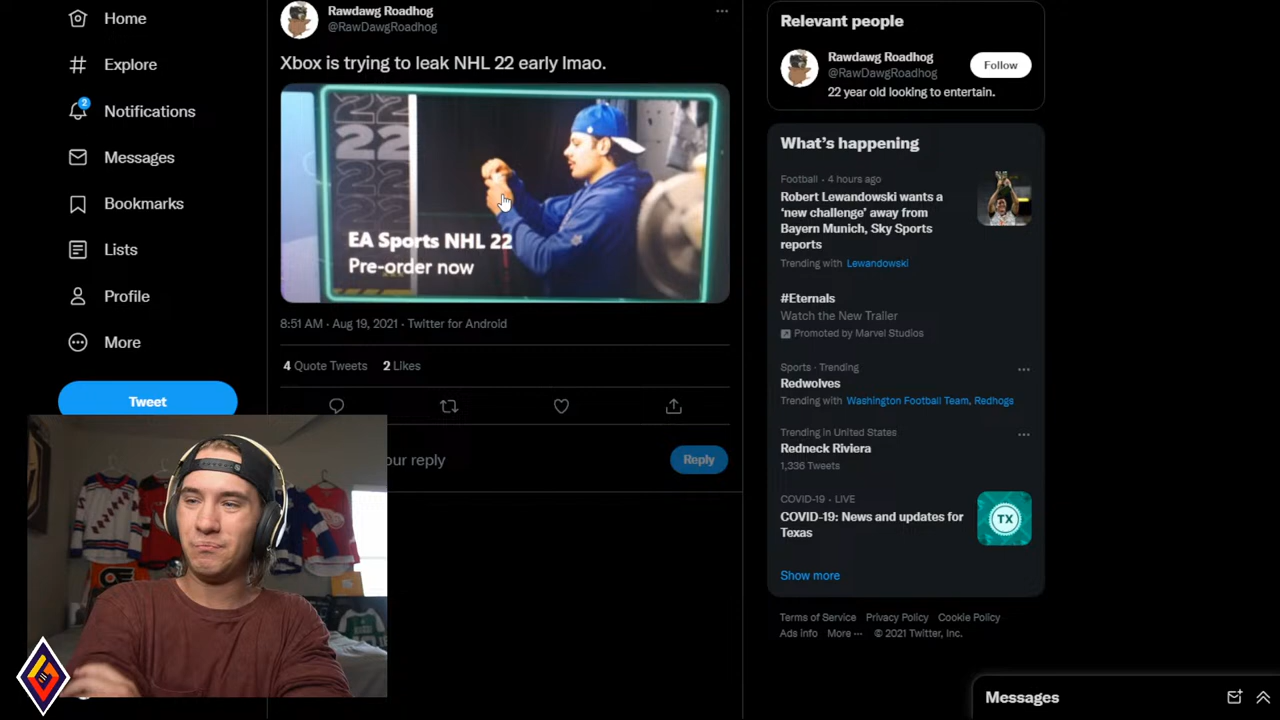 Home
Explore
2
Notifications
Messages
Bookmarks
Lists
Profile
More
Tweet
Rawdawg Roadhog
@RawDawgRoadhog
Xbox is trying to leak NHL 22 early lmao.
22
22
22
22
EA Sports NHL 22
Pre-order now
8:51 AM · Aug 19, 2021 · Twitter for Android
4 Quote Tweets 2 Likes
our reply
Reply
Relevant people
Rawdawg Roadhog
@RawDawgRoadhog
Follow
22 year old looking to entertain.
What's happening
Football · 4 hours ago
Robert Lewandowski wants a
‘new challenge’ away from
Bayern Munich, Sky Sports
reports
Trending with Lewandowski
#Eternals
Watch the New Trailer
Promoted by Marvel Studios
Sports · Trending
Redwolves
Trending with Washington Football Team, Redhogs
Trending in United States
Redneck Riviera
1,336 Tweets
COVID-19 · LIVE
COVID-19: News and updates for
Texas
TX
Show more
Terms of Service Privacy Policy Cookie Policy
Ads info More ··· © 2021 Twitter, Inc.
Messages